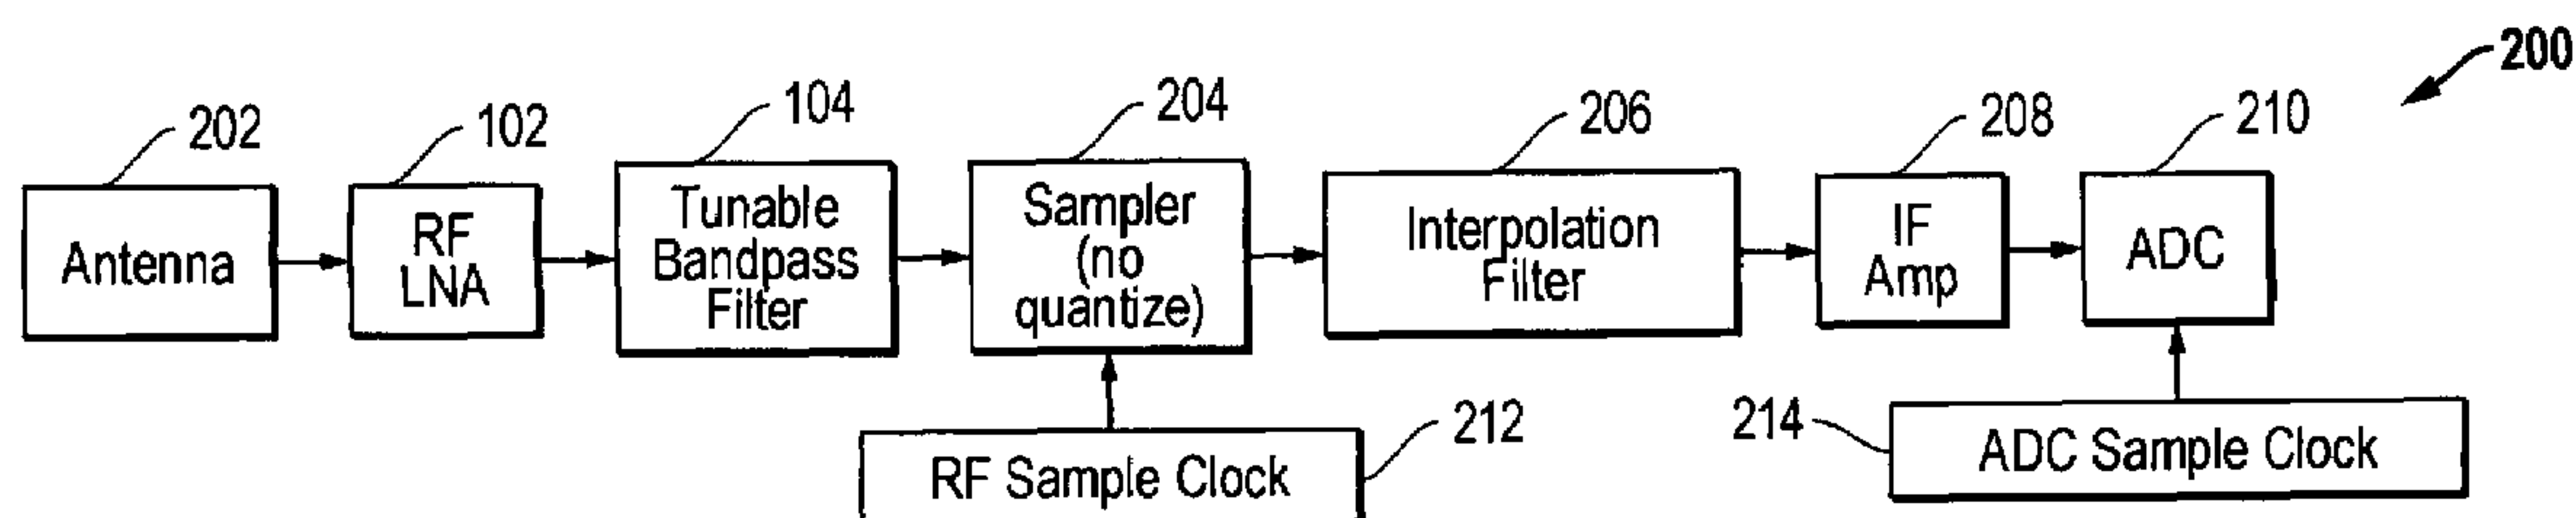 200
202
102
104
204
206
208
210
Antenna
RF
LNA
Tunable
Bandpass
Filter
Sampler
(no
quantize)
Interpolation
Filter
IF
Amp
ADC
RF Sample Clock
212
214
ADC Sample Clock